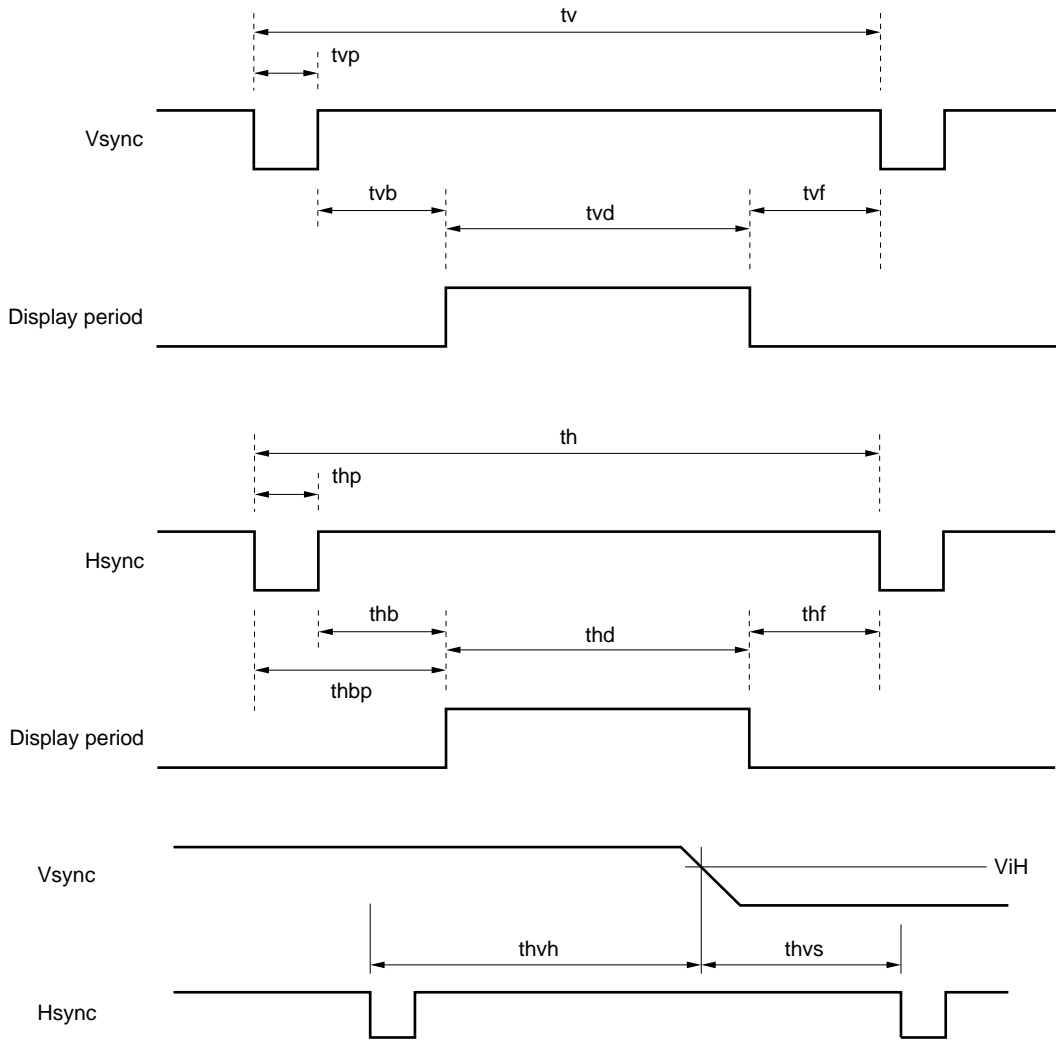 tv
tvp
Vsync
tvb
tvd
tvf
Display period
th
thp
Hsync
thb
thd
thf
thbp
Display period
Vsync
ViH
thvh
thvs
Hsync